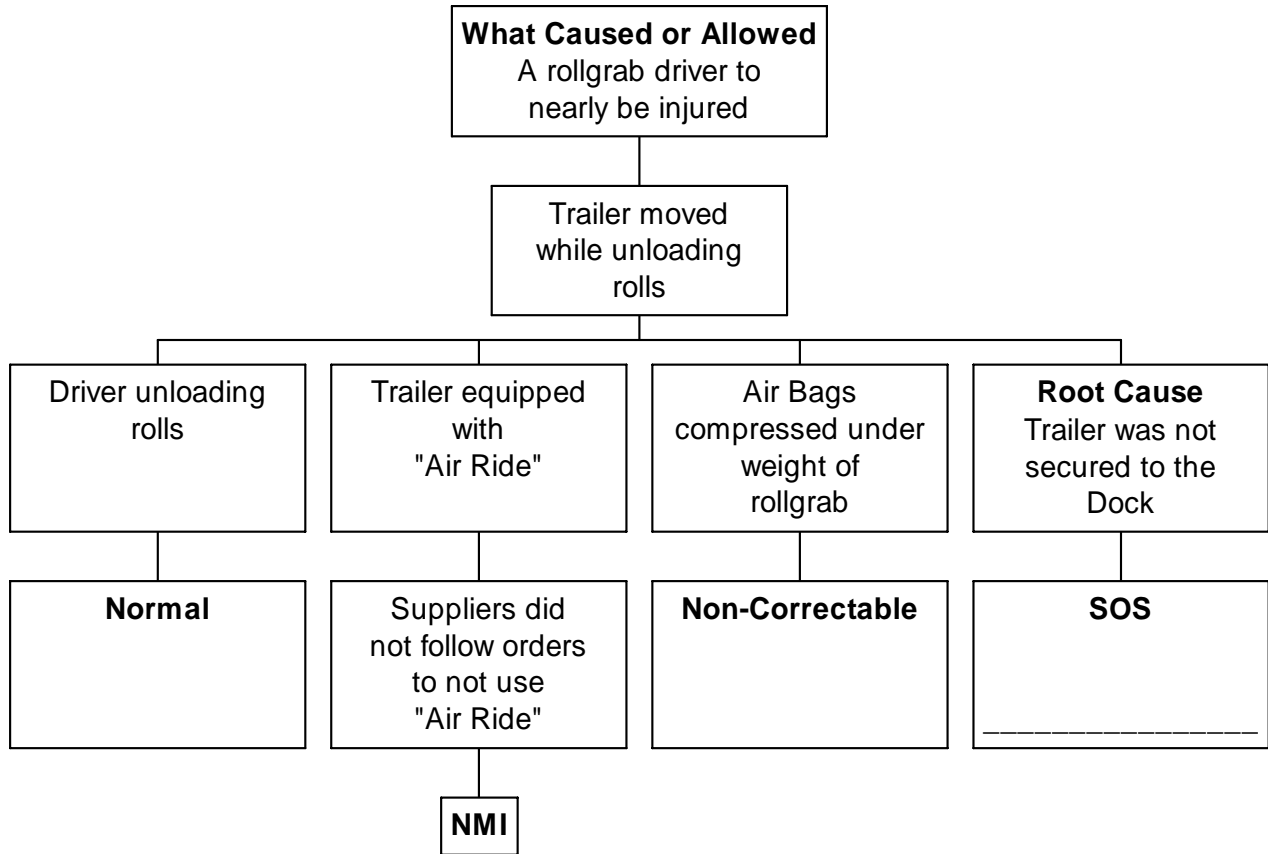 What Caused or Allowed
A rollgrab driver to
nearly be injured
Trailer moved
while unloading
rolls
Driver unloading
rolls
Trailer equipped
with
"Air Ride"
Air Bags
compressed under
weight of
rollgrab
Root Cause
Trailer was not
secured to the
Dock
Normal
Suppliers did
not follow orders
to not use
"Air Ride"
Non-Correctable
SOS
________________
NMI